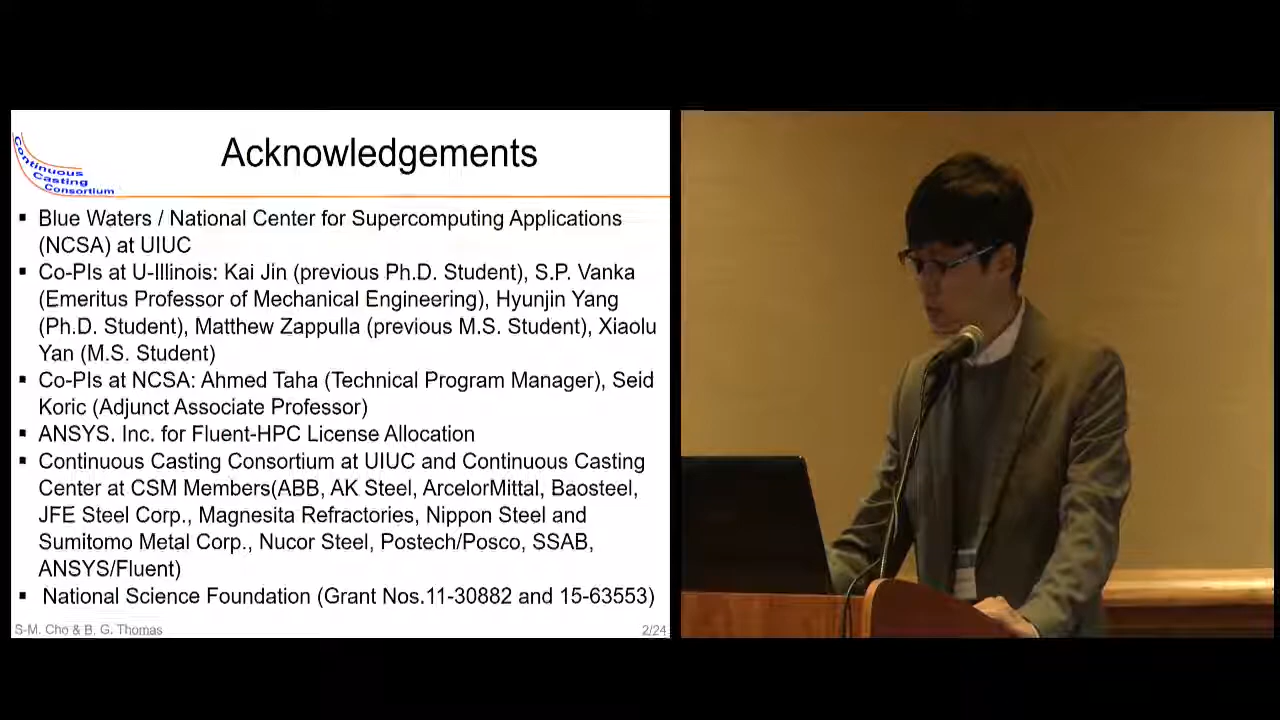 Continuous
Casting
Consortium
Acknowledgements
▪ Blue Waters / National Center for Supercomputing Applications
(NCSA) at UIUC
▪ Co-PIs at U-Illinois: Kai Jin (previous Ph.D. Student), S.P. Vanka
(Emeritus Professor of Mechanical Engineering), Hyunjin Yang
(Ph.D. Student), Matthew Zappulla (previous M.S. Student), Xiaolu
Yan (M.S. Student)
▪ Co-PIs at NCSA: Ahmed Taha (Technical Program Manager), Seid
Koric (Adjunct Associate Professor)
▪ ANSYS. Inc. for Fluent-HPC License Allocation
▪ Continuous Casting Consortium at UIUC and Continuous Casting
Center at CSM Members(ABB, AK Steel, ArcelorMittal, Baosteel,
JFE Steel Corp., Magnesita Refractories, Nippon Steel and
Sumitomo Metal Corp., Nucor Steel, Postech/Posco, SSAB,
ANSYS/Fluent)
▪ National Science Foundation (Grant Nos.11-30882 and 15-63553)
S-M. Cho & B. G. Thomas
2/24